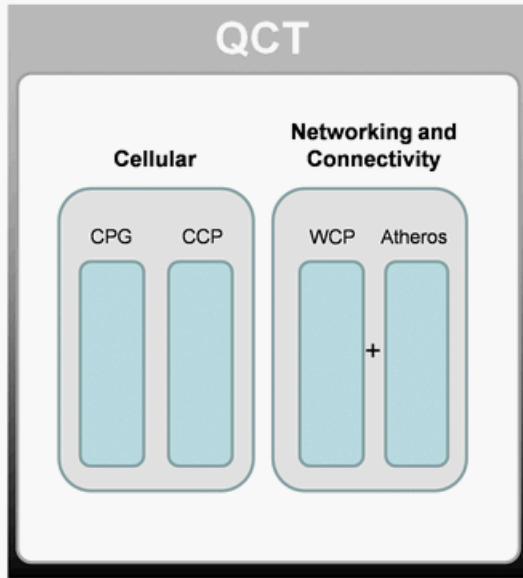 QCT
Cellular
Networking and
Connectivity
CPG
CCP
WCP
Atheros
+